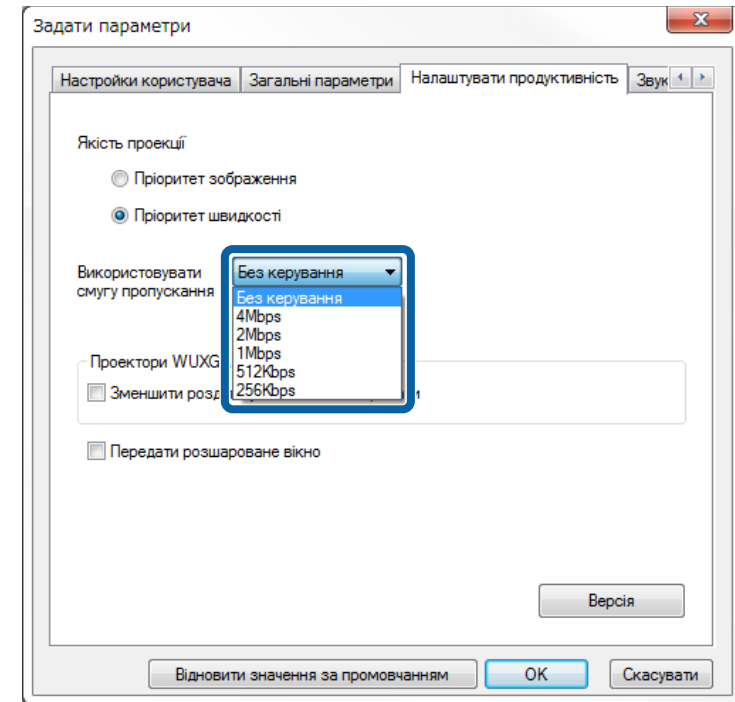 Задати параметри
Настройки користувача Загальні параметри Налаштувати продуктивність Звук
Якість проекції
Пріоритет зображення
Пріоритет швидкості
Використовувати
смугу пропускання
Без керування
Без керування
4Mbps
2Mbps
1Mbps
512Kbps
256Kbps
Проектори WUXG
Зменшити
Передати розшароване вікно
Версія
Відновити значення за промовчанням OK Скасувати